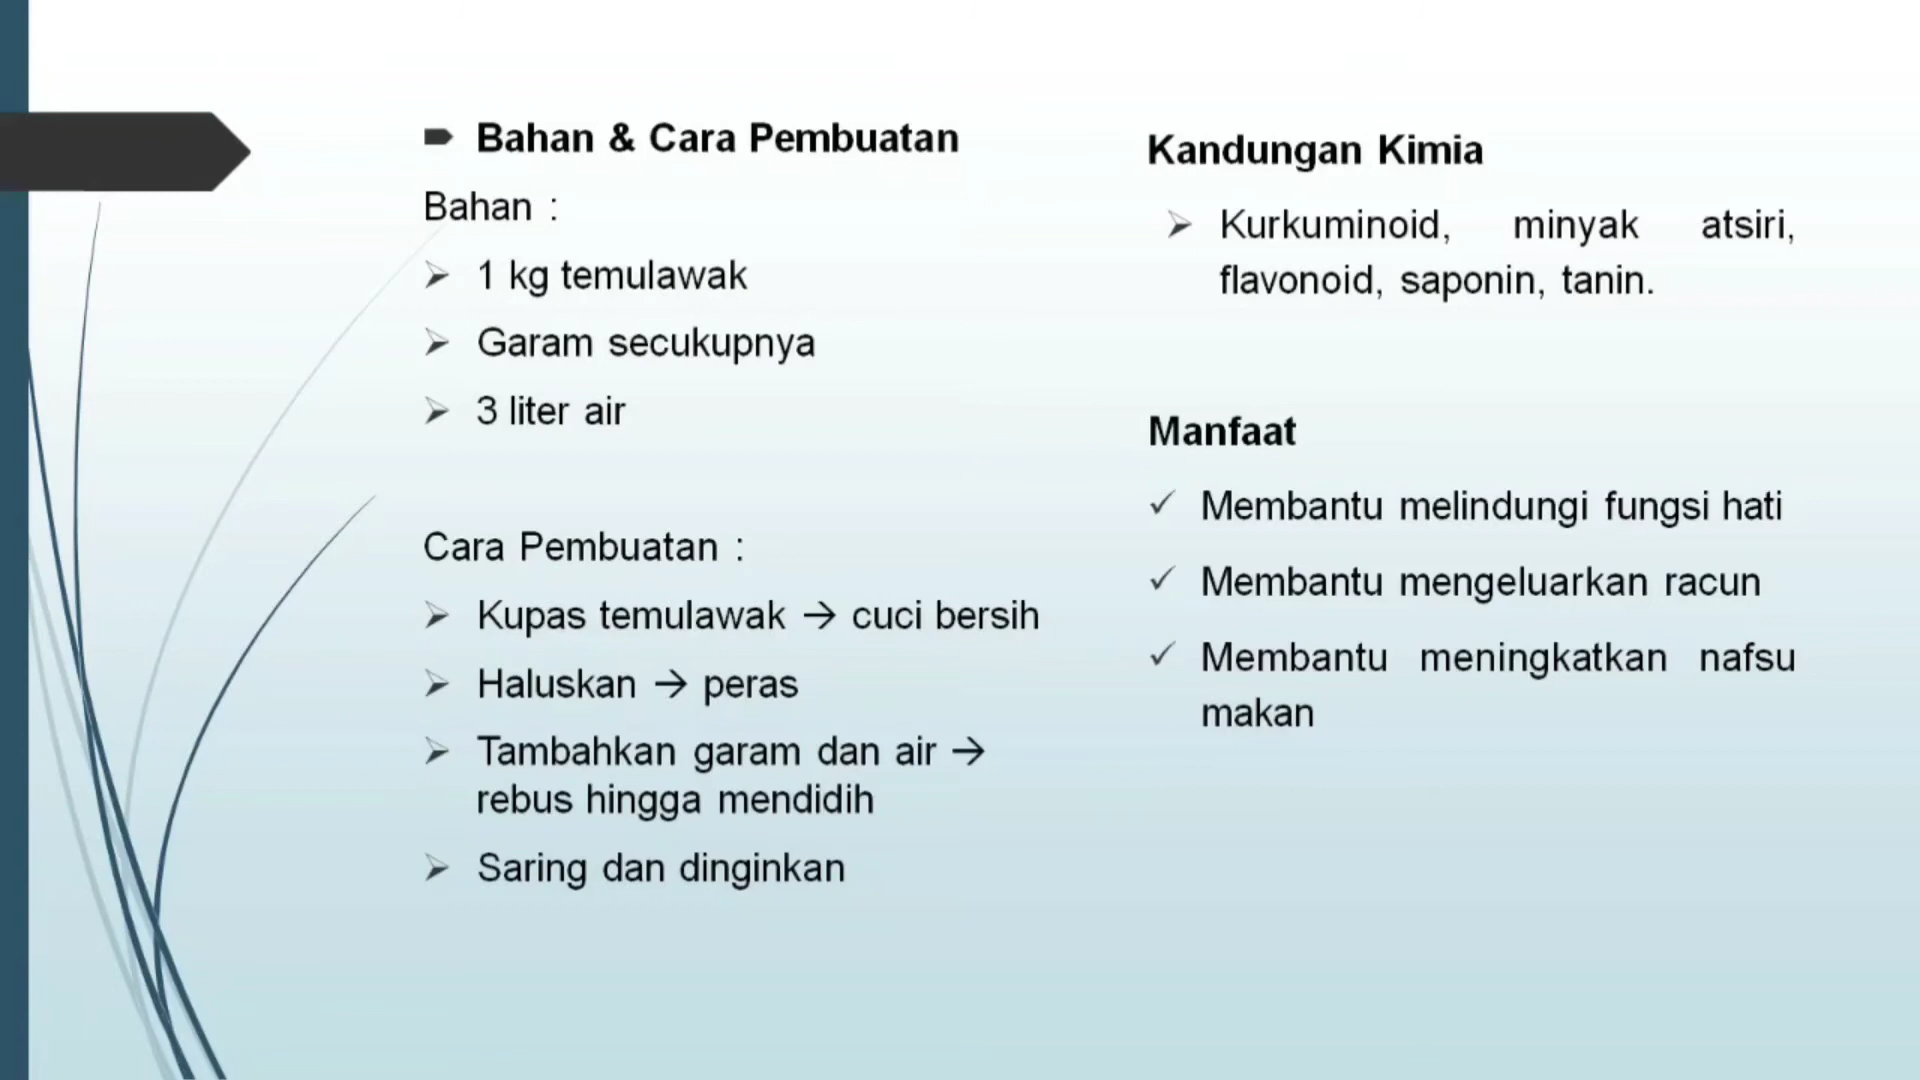 Bahan & Cara Pembuatan
Bahan :
1 kg temulawak
Garam secukupnya
3 liter air
Cara Pembuatan :
Kupas temulawak → cuci bersih
Haluskan → peras
Tambahkan garam dan air →
rebus hingga mendidih
Saring dan dinginkan
Kandungan Kimia
Kurkuminoid, minyak atsiri,
flavonoid, saponin, tanin.
Manfaat
Membantu melindungi fungsi hati
Membantu mengeluarkan racun
Membantu meningkatkan nafsu
makan